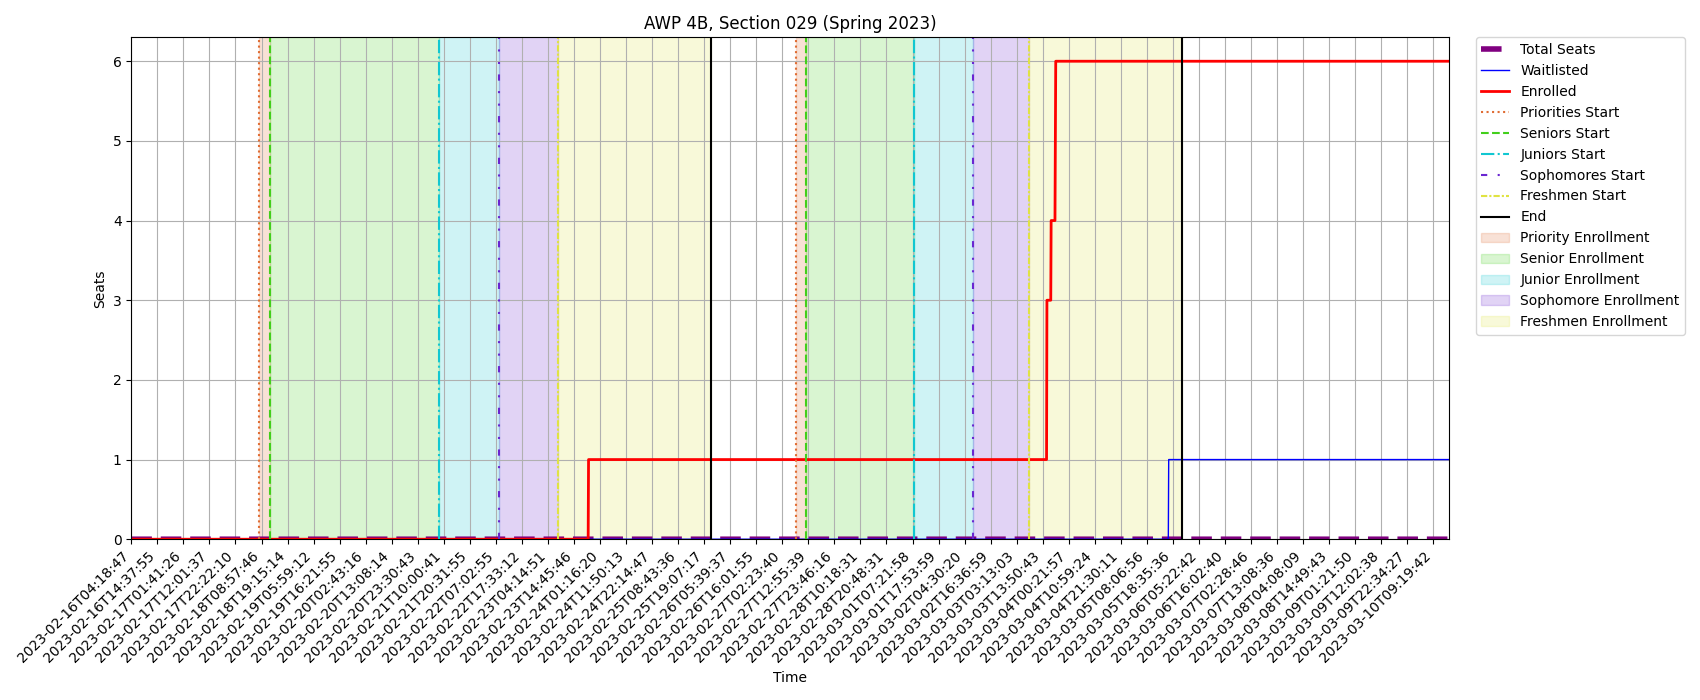 AWP 4B, Section 029 (Spring 2023)
Seats
6
5
4
3
2
1
0
2023-02-16T04:18:47
2023-02-16T14:37:55
2023-02-17T01:41:26
2023-02-17T12:01:37
2023-02-17T22:22:10
2023-02-18T08:57:46
2023-02-18T19:15:14
2023-02-19T05:59:12
2023-02-19T16:21:55
2023-02-20T02:43:16
2023-02-20T13:08:14
2023-02-20T23:30:43
2023-02-21T10:00:41
2023-02-21T20:31:55
2023-02-22T07:02:55
2023-02-22T17:33:12
2023-02-23T04:14:51
2023-02-23T14:45:46
2023-02-24T01:16:20
2023-02-24T11:50:13
2023-02-24T22:14:47
2023-02-25T08:43:36
2023-02-25T19:07:17
2023-02-26T05:39:37
2023-02-26T16:01:55
2023-02-27T02:23:40
2023-02-27T12:55:39
2023-02-27T23:46:19
2023-02-28T10:18:31
2023-02-28T20:48:31
2023-03-01T07:21:58
2023-03-01T17:53:59
2023-03-02T04:30:20
2023-03-02T16:36:59
2023-03-03T03:13:03
2023-03-03T13:50:43
2023-03-04T00:21:57
2023-03-04T10:59:24
2023-03-04T21:30:11
2023-03-05T08:06:56
2023-03-05T18:35:36
2023-03-06T05:22:42
2023-03-06T16:02:40
2023-03-07T02:28:46
2023-03-07T13:08:36
2023-03-08T04:08:09
2023-03-08T14:49:43
2023-03-09T01:21:50
2023-03-09T12:02:38
2023-03-09T22:34:27
2023-03-10T09:19:42
Time
Total Seats
Waitlisted
Enrolled
Priorities Start
Seniors Start
Juniors Start
Sophomores Start
Freshmen Start
End
Priority Enrollment
Senior Enrollment
Junior Enrollment
Sophomore Enrollment
Freshmen Enrollment